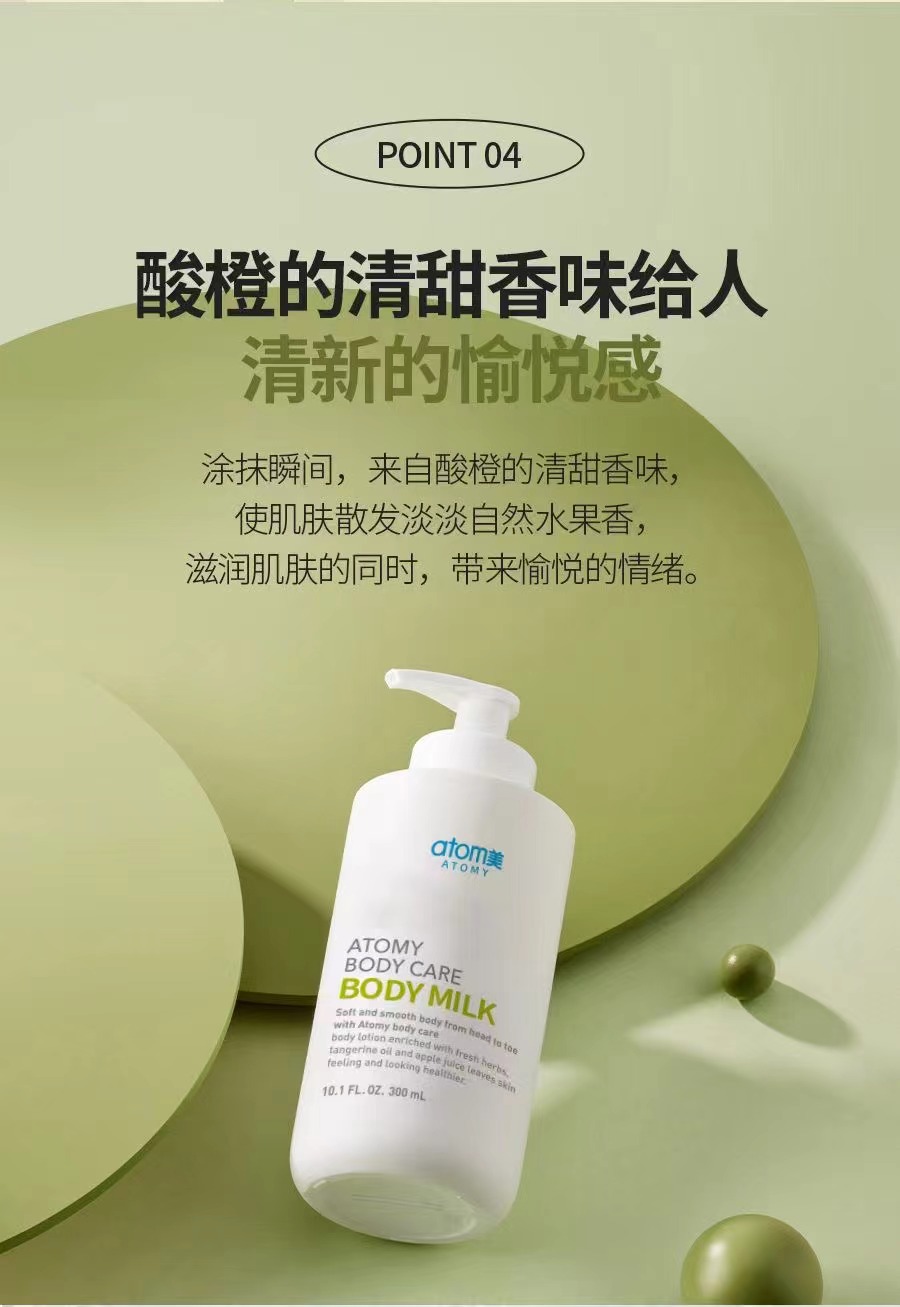 POINT 04
酸橙的清甜香味给人
清新的愉悦感
涂抹瞬间，来自酸橙的清甜香味，
使肌肤散发淡淡自然水果香，
滋润肌肤的同时，带来愉悦的情绪。
atom美
ATOMY
ATOMY
BODY CARE
BODY MILK
Soft and smooth body from head to toe
with Atomy body care
body lotion enriched with fresh herbs,
tangerine oil and apple juice leaves skin
feeling and looking healthier.
10.1 FL. OZ. 300 mL